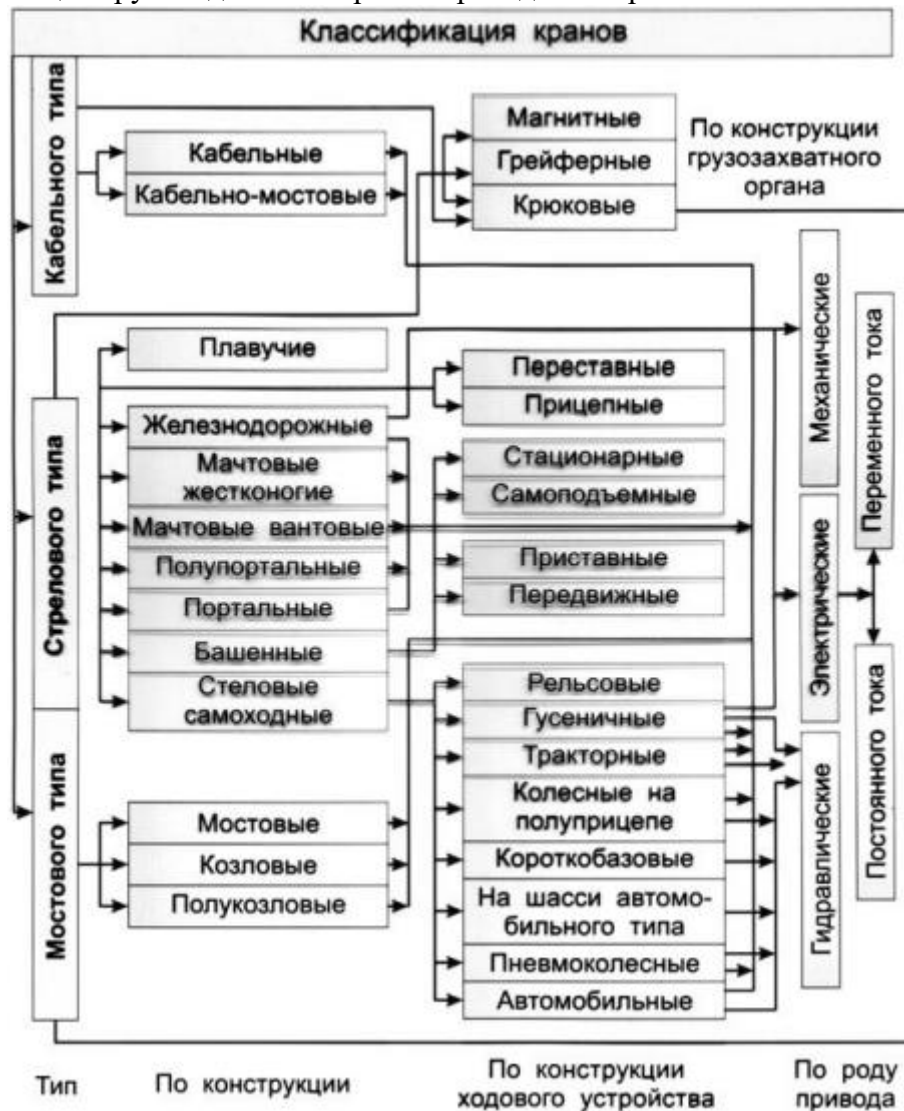 Классификация кранов
Кабельного типа
Кабельные
Кабельно-мостовые
Магнитные
Грейферные
Крюковые
По конструкции
грузозахватного
органа
Стрелового типа
Плавучие
Железнодорожные
Мачтовые
жестконогие
Мачтовые вантовые
Полупортальные
Портальные
Башенные
Стеловые
самоходные
Переставные
Прицепные
Стационарные
Самоподъемные
Приставные
Передвижные
Рельсовые
Гусеничные
Тракторные
Колесные на
полуприцепе
Короткобазовые
На шасси автомо-
бильного типа
Пневмоколесные
Автомобильные
Мостового типа
Мостовые
Козловые
Полукозловые
Механические
Электрические
Гидравлические
Переменного тока
Постоянного тока
Тип
По конструкции
По конструкции
ходового устройства
По роду
привода